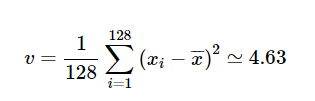 v = \frac{1}{128} \sum_{i=1}^{128} (x_i - \overline{x})^2 \simeq 4.63